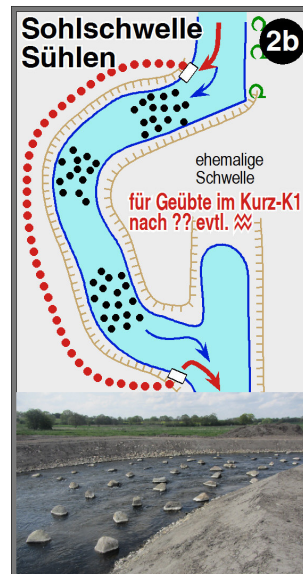 Sohlschwelle
Sühlen
2b
ehemalige
Schwelle
für Geübte im Kurz-K1
nach ?? evtl.